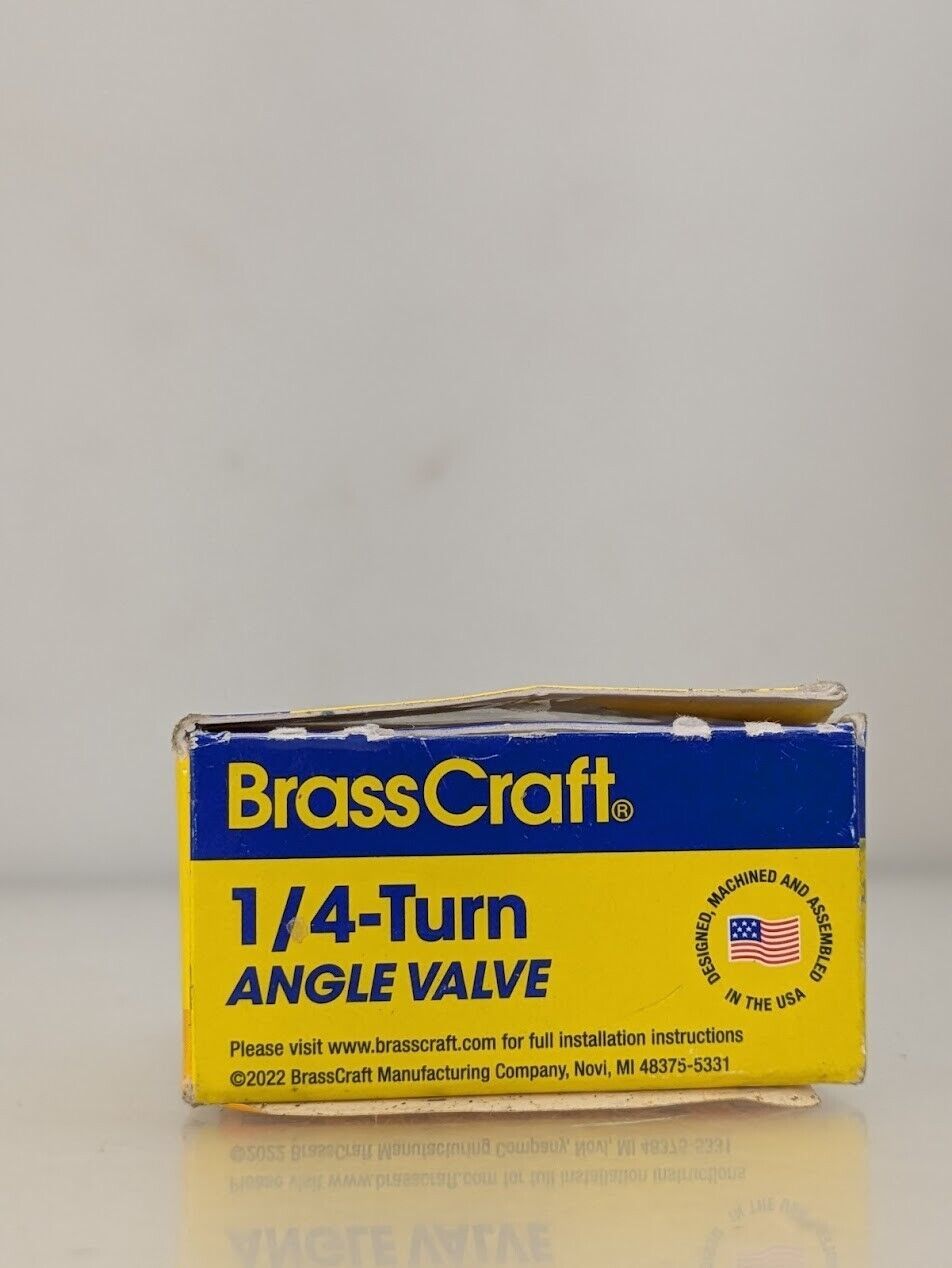 BrassCraft®
1/4-Turn
ANGLE VALVE
DESIGNED, MACHINED AND ASSEMBLED
IN THE USA
Please visit www.brasscraft.com for full installation instructions
©2022 BrassCraft Manufacturing Company, Novi, MI 48375-5331